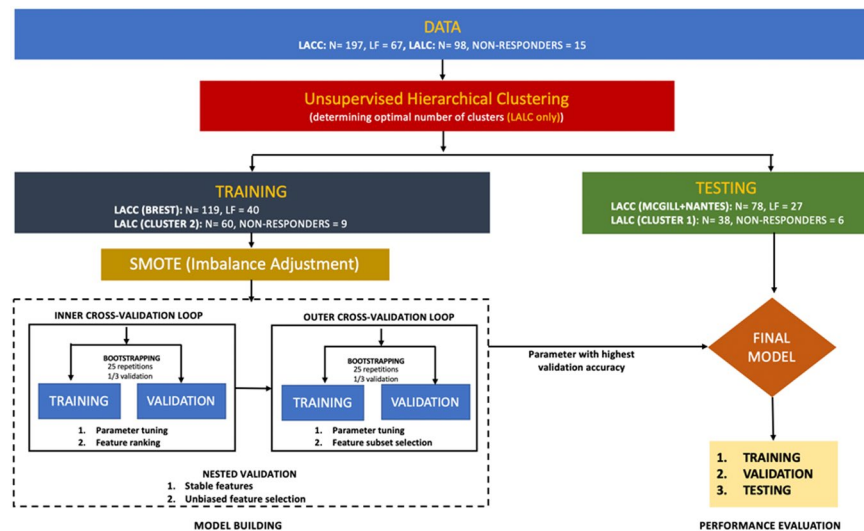 DATA
LACC: N= 197, LF = 67, LALC: N= 98, NON-RESPONDERS = 15
Unsupervised Hierarchical Clustering
(determining optimal number of clusters (LALC only))
TRAINING
LACC (BREST): N= 119, LF = 40
LALC (CLUSTER 2): N= 60, NON-RESPONDERS = 9
TESTING
LACC (MCGILL+NANTES): N= 78, LF = 27
LALC (CLUSTER 1): N= 38, NON-RESPONDERS = 6
SMOTE (Imbalance Adjustment)
INNER CROSS-VALIDATION LOOP
BOOTSTRAPPING
25 repetitions
1/3 validation
TRAINING
VALIDATION
1. Parameter tuning
2. Feature ranking
OUTER CROSS-VALIDATION LOOP
BOOTSTRAPPING
25 repetitions
1/3 validation
TRAINING
VALIDATION
1. Parameter tuning
2. Feature subset selection
NESTED VALIDATION
1. Stable features
2. Unbiased feature selection
MODEL BUILDING
Parameter with highest
validation accuracy
FINAL
MODEL
1. TRAINING
2. VALIDATION
3. TESTING
PERFORMANCE EVALUATION